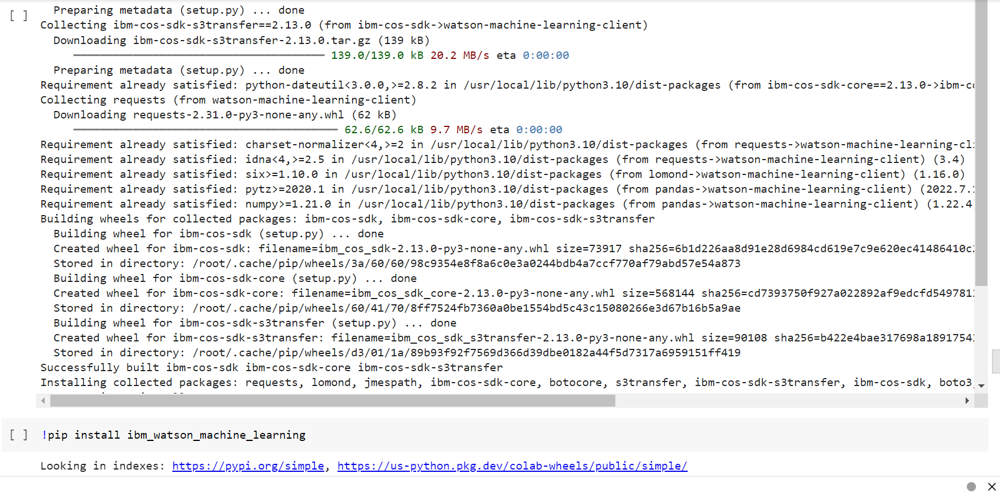 Preparing metadata (setup.py) ... done
[ ]
Collecting ibm-cos-sdk-s3transfer==2.13.0 (from ibm-cos-sdk->watson-machine-learning-client)
Downloading ibm-cos-sdk-s3transfer-2.13.0.tar.gz (139 kB)
139.0/139.0 kB 20.2 MB/s eta 0:00:00
Preparing metadata (setup.py) ... done
Requirement already satisfied: python-dateutil<3.0.0,>=2.8.2 in /usr/local/lib/python3.10/dist-packages (from ibm-cos-sdk-core==2.13.0->ibm-c
Collecting requests (from watson-machine-learning-client)
Downloading requests-2.31.0-py3-none-any.whl (62 kB)
62.6/62.6 kB 9.7 MB/s eta 0:00:00
Requirement already satisfied: charset-normalizer<4,>=2 in /usr/local/lib/python3.10/dist-packages (from requests->watson-machine-learning-cl
Requirement already satisfied: idna<4,>=2.5 in /usr/local/lib/python3.10/dist-packages (from requests->watson-machine-learning-client) (3.4)
Requirement already satisfied: six>=1.10.0 in /usr/local/lib/python3.10/dist-packages (from lomond->watson-machine-learning-client) (1.16.0)
Requirement already satisfied: pytz>=2020.1 in /usr/local/lib/python3.10/dist-packages (from pandas->watson-machine-learning-client) (2022.7.
Requirement already satisfied: numpy>=1.21.0 in /usr/local/lib/python3.10/dist-packages (from pandas->watson-machine-learning-client) (1.22.4
Building wheels for collected packages: ibm-cos-sdk, ibm-cos-sdk-core, ibm-cos-sdk-s3transfer
Building wheel for ibm-cos-sdk (setup.py) ... done
Created wheel for ibm-cos-sdk: filename=ibm_cos_sdk-2.13.0-py3-none-any.whl size=73917 sha256=6b1d226aa8d91e28d6984cd619e7c9e620ec41486410c
Stored in directory: /root/.cache/pip/wheels/3a/60/60/98c9354e8f8a6c0e3a0244bdb4a7ccf770af79abd57e54a873
Building wheel for ibm-cos-sdk-core (setup.py) ... done
Created wheel for ibm-cos-sdk-core: filename=ibm_cos_sdk_core-2.13.0-py3-none-any.whl size=568144 sha256=cd7393750f927a022892af9edcfd549781
Stored in directory: /root/.cache/pip/wheels/60/41/70/8ff7524fb7360a0be1554bd5c43c15080266e3d67b16b5a9ae
Building wheel for ibm-cos-sdk-s3transfer (setup.py) ... done
Created wheel for ibm-cos-sdk-s3transfer: filename=ibm_cos_sdk_s3transfer-2.13.0-py3-none-any.whl size=90108 sha256=b422e4bae317698a1891754
Stored in directory: /root/.cache/pip/wheels/d3/01/1a/89b93f92f7569d366d39dbe0182a44f5d7317a6959151ff419
Successfully built ibm-cos-sdk ibm-cos-sdk-core ibm-cos-sdk-s3transfer
Installing collected packages: requests, lomond, jmespath, ibm-cos-sdk-core, botocore, s3transfer, ibm-cos-sdk-s3transfer, ibm-cos-sdk, boto3
[ ] !pip install ibm_watson_machine_learning
Looking in indexes: https://pypi.org/simple, https://us-python.pkg.dev/colab-wheels/public/simple/